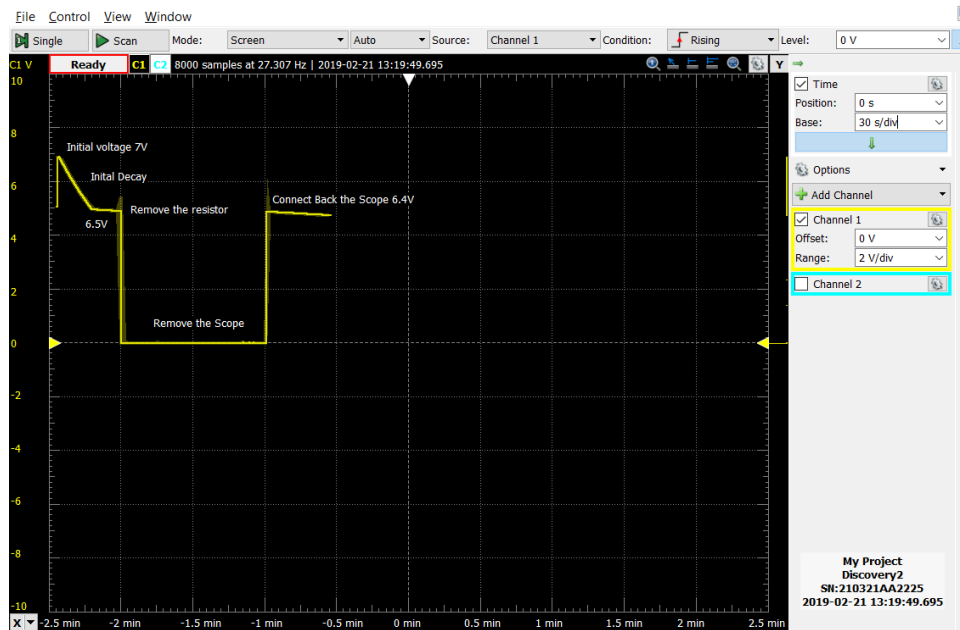 File Control View Window
Single Scan Mode: Screen Auto Source: Channel 1 Condition: Rising Level: 0 V
C1 V Ready C1 C2 8000 samples at 27.307 Hz | 2019-02-21 13:19:49.695 Y
10
8
6
4
2
0
-2
-4
-6
-8
-10
Initial voltage 7V
Inital Decay
Remove the resistor
6.5V
Connect Back the Scope 6.4V
Remove the Scope
X -2.5 min -2 min -1.5 min -1 min -0.5 min 0 min 0.5 min 1 min 1.5 min 2 min 2.5 min
Time
Position: 0 s
Base: 30 s/div
Options
Add Channel
Channel 1
Offset: 0 V
Range: 2 V/div
Channel 2
My Project
Discovery2
SN:210321AA2225
2019-02-21 13:19:49.695